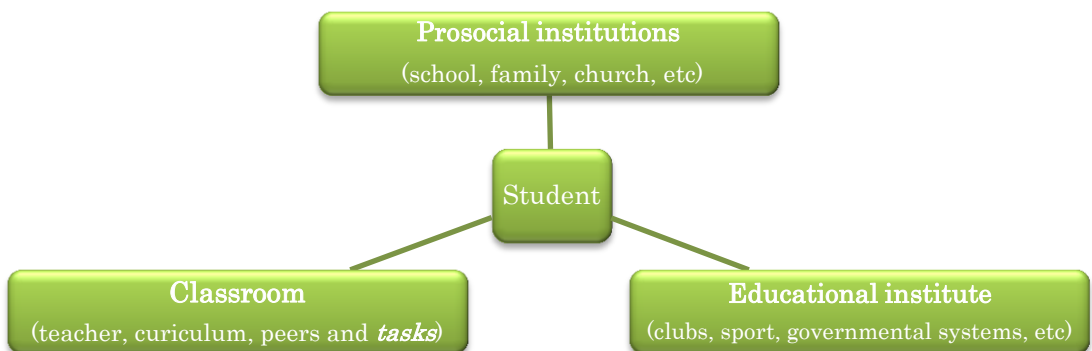 Prosocial institutions
(school, family, church, etc)
Student
Classroom
(teacher, curiculum, peers and tasks)
Educational institute
(clubs, sport, governmental systems, etc)